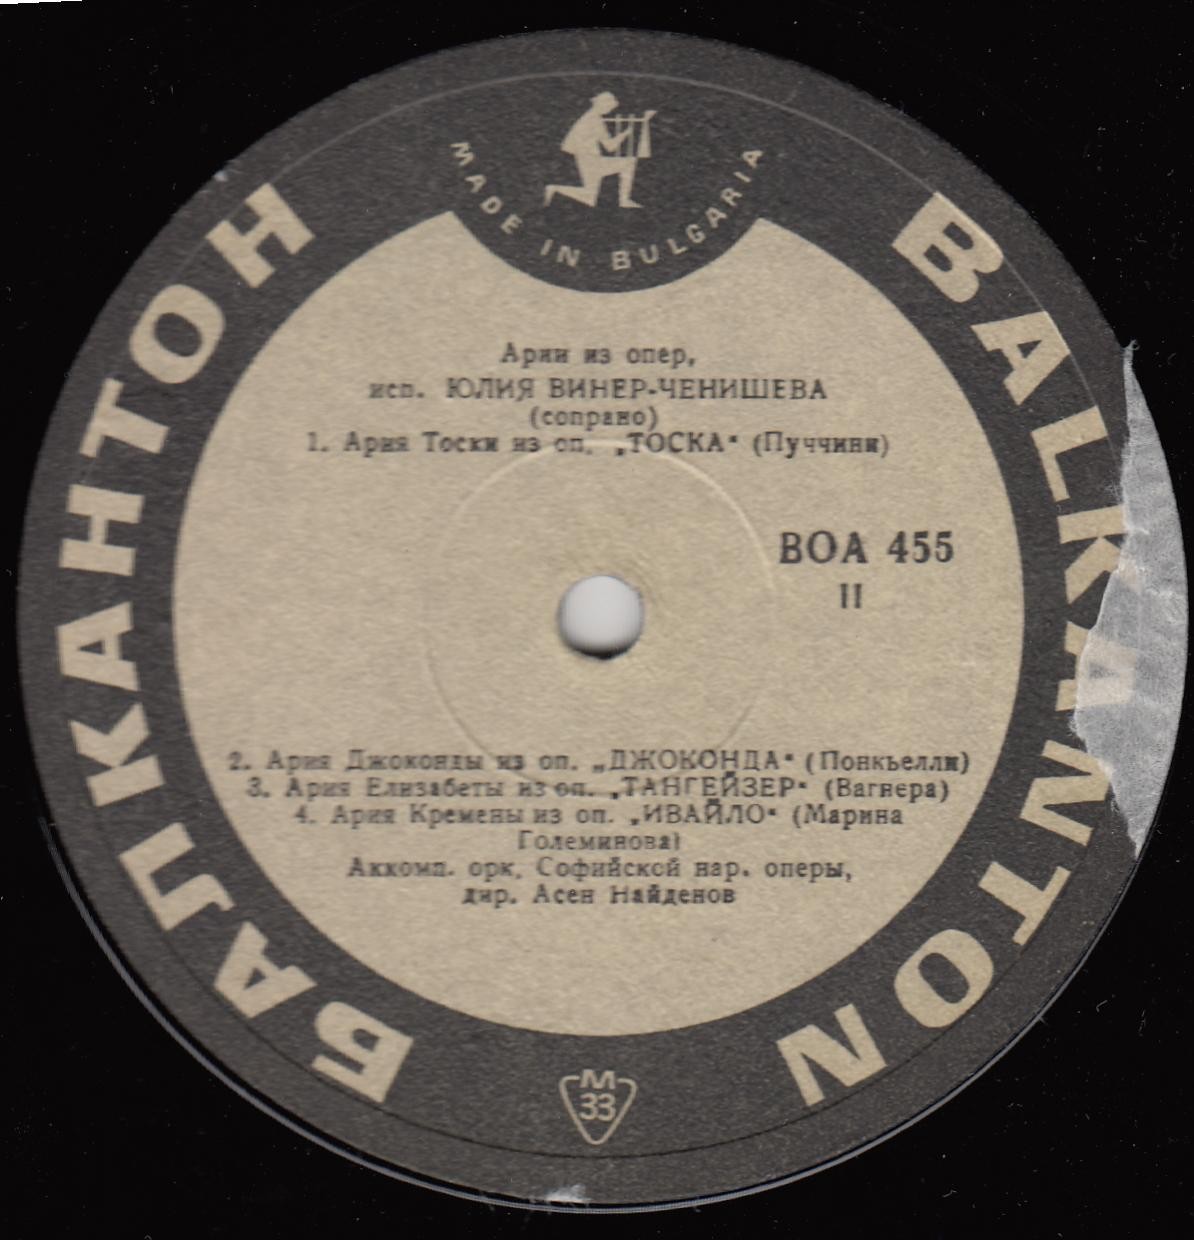 MADE IN BULGARIA
БАЛКАНТОН
BALKANTON
Арии из опер,
исп. ЮЛИЯ ВИНЕР-ЧЕНИШЕВА
(сопрано)
1. Ария Тоски из оп. „ТОСКА“ (Пуччини)
ВОА 455
II
2. Ария Джоконды из оп. „ДЖОКОНДА“ (Понкьелли)
3. Ария Елизабеты из оп. „ТАНГЕЙЗЕР“ (Вагнера)
4. Ария Кремены из оп. „ИВАЙЛО“ (Марина
Големинова)
Аккомп. орк. Софийской нар. оперы,
дир. Асен Найденов
M
33